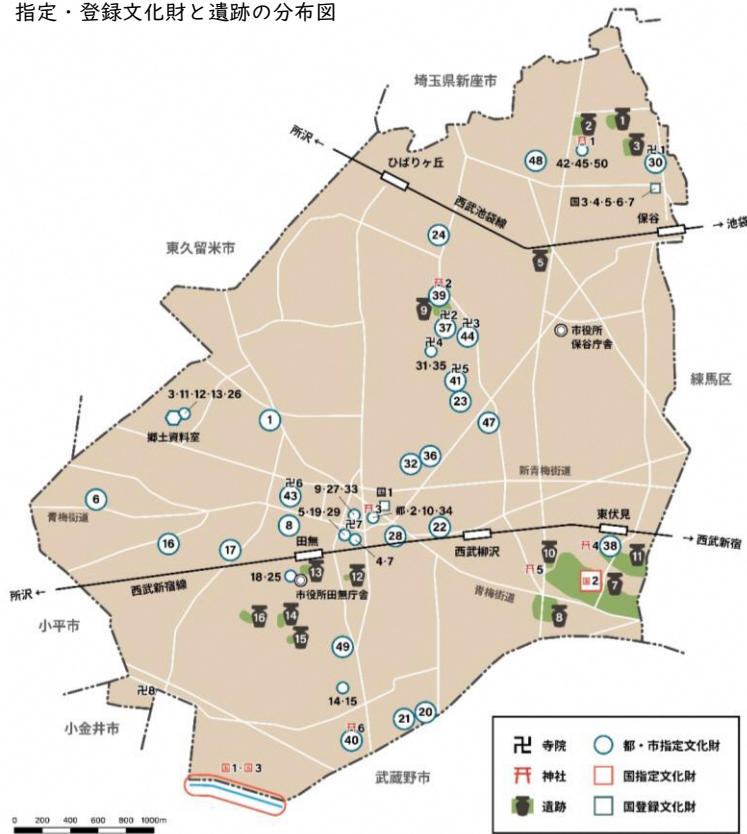 指定・登録文化財と遺跡の分布図
埼玉県新座市
所沢←
ひばりヶ丘
西武池袋線
2
1
3
卍1
1
48
42・45・50
30
国3・4・5・6・7
保谷
→ 池袋
24
東久留米市
5
2
39
9
卍2
37
卍3
44
卍4
31・35
市役所
保谷庁舎
卍5
41
23
練馬区
3・11・12・13・26
郷土資料室
1
47
32
36
新青梅街道
卍6
43
9・27・33
国1
6
青梅街道
5・19・29
3
都・2・10・34
卍7
8
22
東伏見
16
17
田無
28
西武柳沢
→ 西武新宿
4・7
10
4
38
11
18・25
13
12
5
国2
7
所沢←
西武新宿線
市役所田無庁舎
青梅街道
8
小平市
16
14
15
49
卍8
14・15
21
20
小金井市
6
40
国1・国3
武蔵野市
卍 寺院
都・市指定文化財
神社
国指定文化財
遺跡
国登録文化財
0 200 400 600 800 1000m